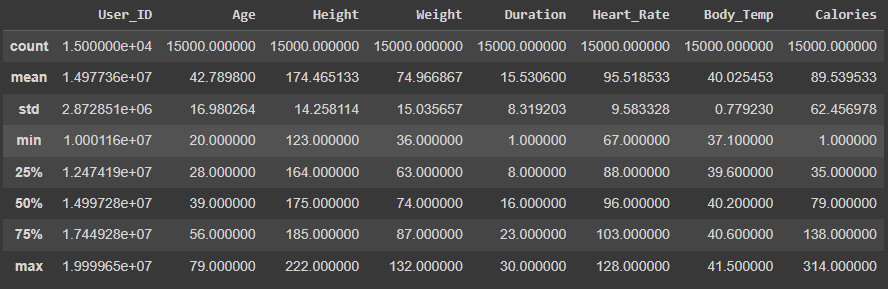 User_ID Age Height Weight Duration Heart_Rate Body_Temp Calories
count 1.500000e+04 15000.000000 15000.000000 15000.000000 15000.000000 15000.000000 15000.000000 15000.000000
mean 1.497736e+07 42.789800 174.465133 74.966867 15.530600 95.518533 40.025453 89.539533
std 2.872851e+06 16.980264 14.258114 15.035657 8.319203 9.583328 0.779230 62.456978
min 1.000116e+07 20.000000 123.000000 36.000000 1.000000 67.000000 37.100000 1.000000
25% 1.247419e+07 28.000000 164.000000 63.000000 8.000000 88.000000 39.600000 35.000000
50% 1.499728e+07 39.000000 175.000000 74.000000 16.000000 96.000000 40.200000 79.000000
75% 1.744928e+07 56.000000 185.000000 87.000000 23.000000 103.000000 40.600000 138.000000
max 1.999965e+07 79.000000 222.000000 132.000000 30.000000 128.000000 41.500000 314.000000